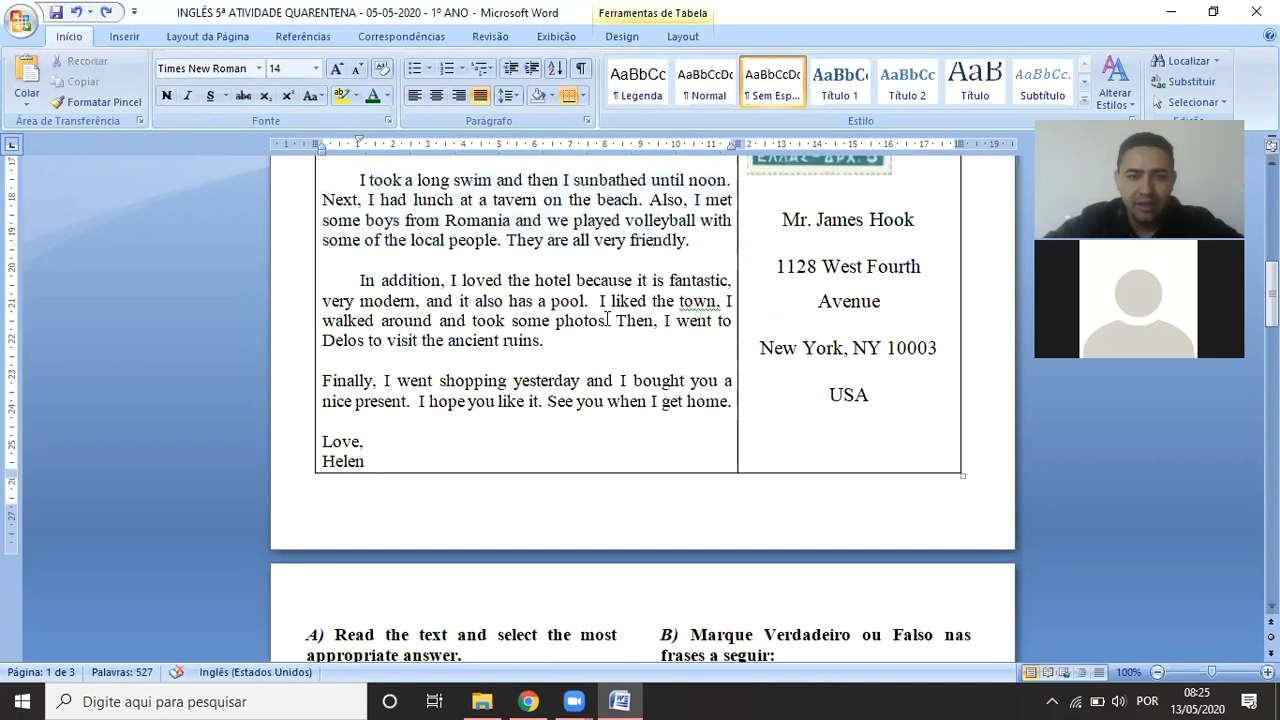 INGLÊS 5ª ATIVIDADE QUARENTENA - 05-05-2020 - 1º ANO - Microsoft Word
Ferramentas de Tabela
Início Inserir Layout da Página Referências Correspondências Revisão Exibição Design Layout
Colar
Recortar
Copiar
Formatar Pincel
Área de Transferência
Times New Roman 14
Fonte
Parágrafo
AaBbCc AaBbCcDc AaBbCcDc AaBbC AaBbCc AaB AaBbCc
¶ Legenda ¶ Normal ¶ Sem Esp... Título 1 Título 2 Título Subtítulo
Alterar
Estilos
Estilo
Localizar
Substituir
Selecionar
I took a long swim and then I sunbathed until noon.
Next, I had lunch at a tavern on the beach. Also, I met
some boys from Romania and we played volleyball with
some of the local people. They are all very friendly.
In addition, I loved the hotel because it is fantastic,
very modern, and it also has a pool. I liked the town, I
walked around and took some photos. Then, I went to
Delos to visit the ancient ruins.
Finally, I went shopping yesterday and I bought you a
nice present. I hope you like it. See you when I get home.
Love,
Helen
Mr. James Hook
1128 West Fourth
Avenue
New York, NY 10003
USA
A) Read the text and select the most
appropriate answer.
B) Marque Verdadeiro ou Falso nas
frases a seguir:
Página: 1 de 3 Palavras: 527 Inglês (Estados Unidos) 100%
Digite aqui para pesquisar
POR
08:25
13/05/2020